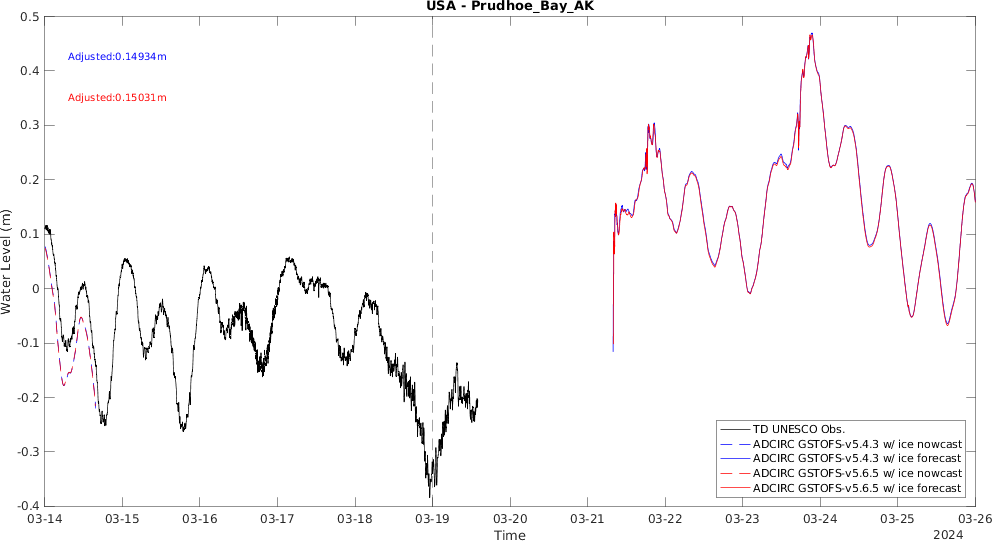 USA - Prudhoe_Bay_AK
0.5
0.4
0.3
0.2
0.1
0
-0.1
-0.2
-0.3
-0.4
Water Level (m)
Adjusted:0.14934m
Adjusted:0.15031m
TD UNESCO Obs.
ADCIRC GSTOFS-v5.4.3 w/ ice nowcast
ADCIRC GSTOFS-v5.4.3 w/ ice forecast
ADCIRC GSTOFS-v5.6.5 w/ ice nowcast
ADCIRC GSTOFS-v5.6.5 w/ ice forecast
03-14 03-15 03-16 03-17 03-18 03-19 03-20 03-21 03-22 03-23 03-24 03-25 03-26
Time
2024